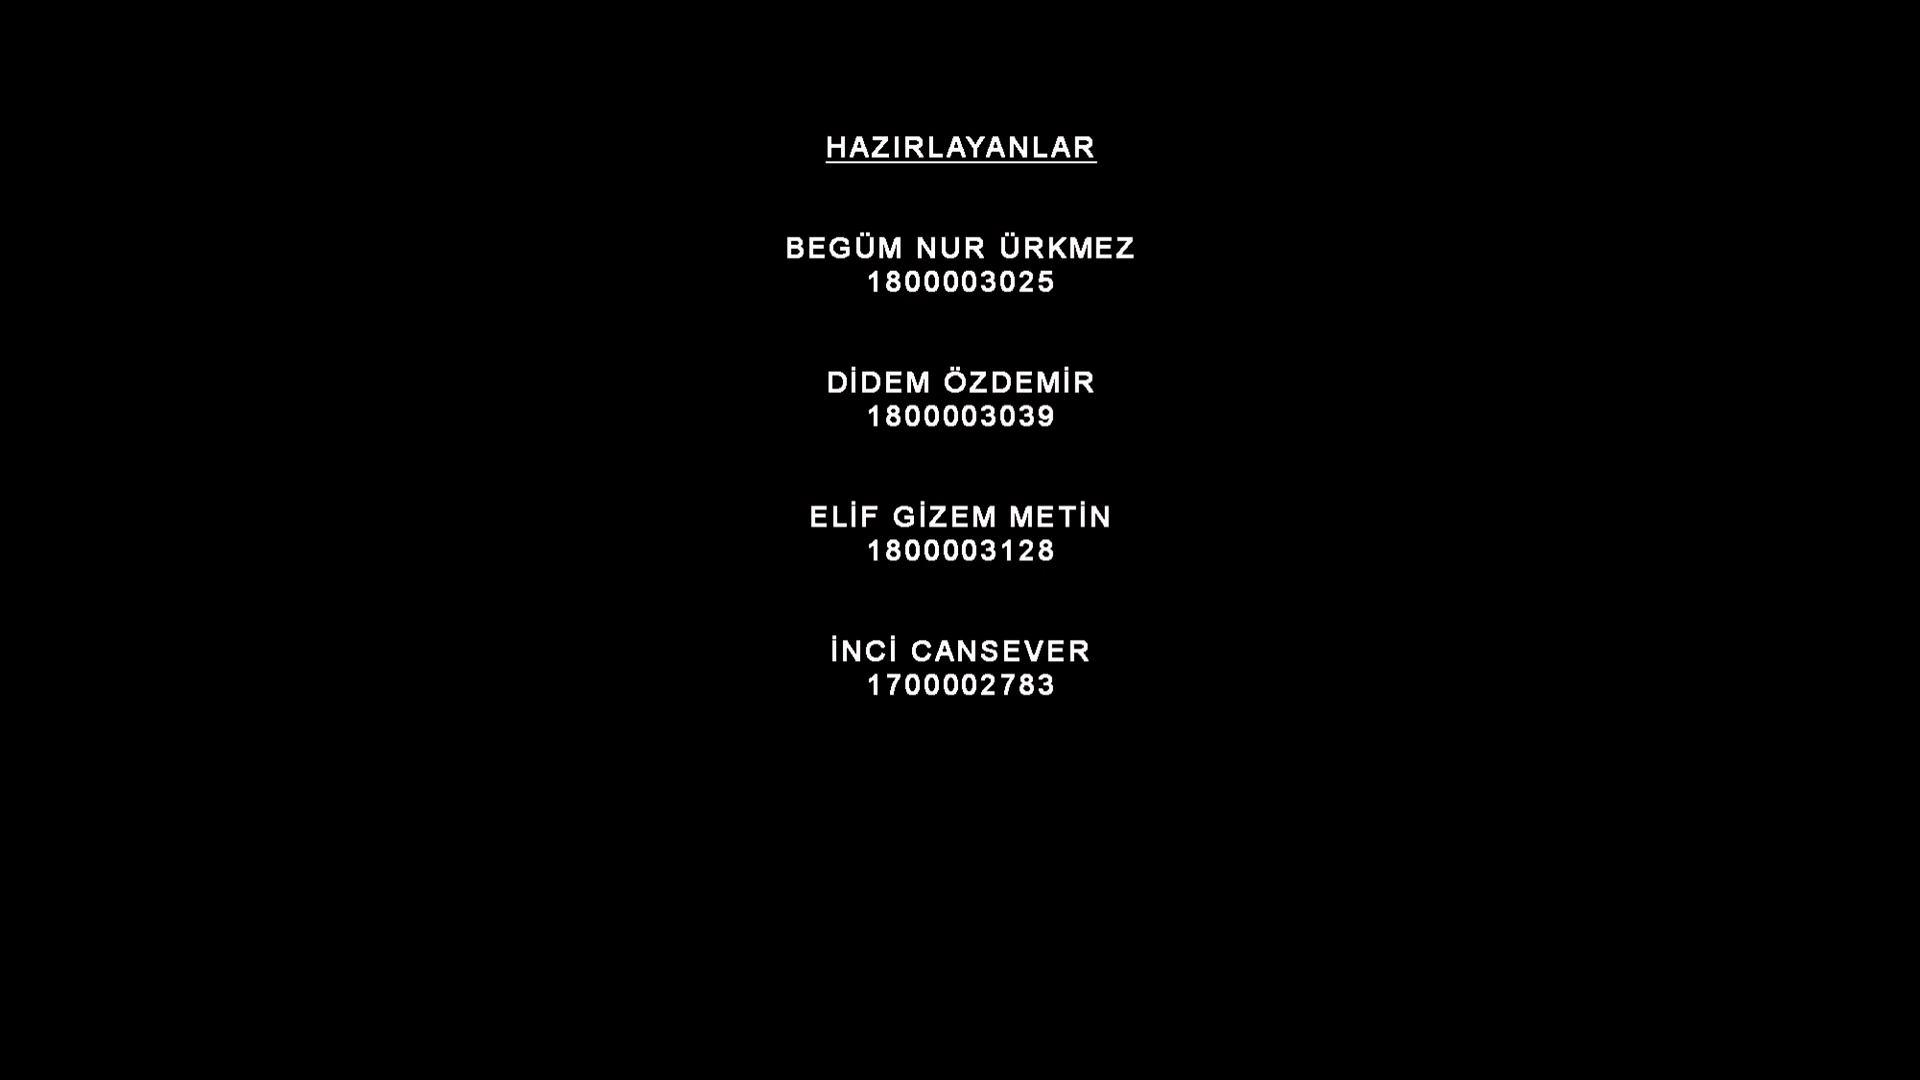 HAZIRLAYANLAR
BEGÜM NUR ÜRKMEZ
1800003025
DİDEM ÖZDEMİR
1800003039
ELİF GİZEM METİN
1800003128
İNCİ CANSEVER
1700002783